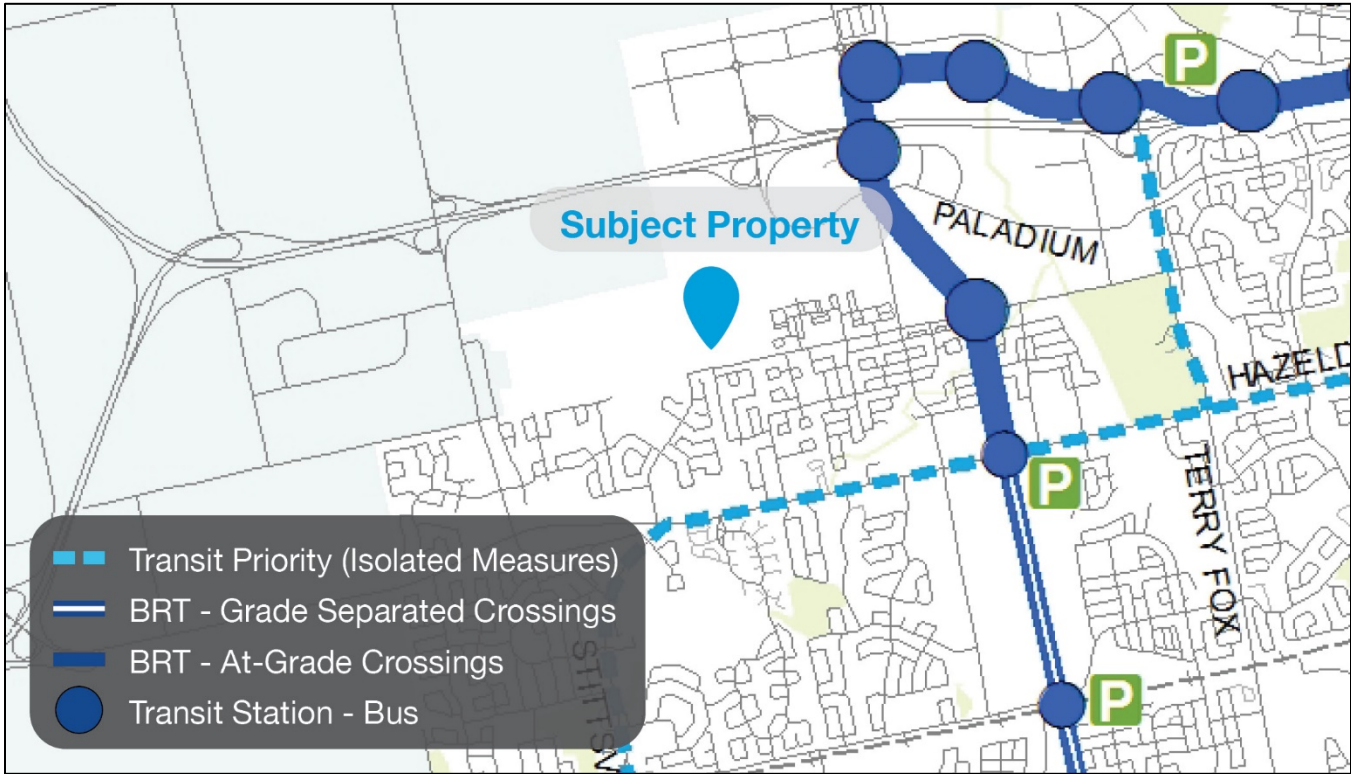 P
Subject Property
PALADIUM
HAZELD
P
TERRY FOX
P
STITTSV
Transit Priority (Isolated Measures)
BRT - Grade Separated Crossings
BRT - At-Grade Crossings
Transit Station - Bus